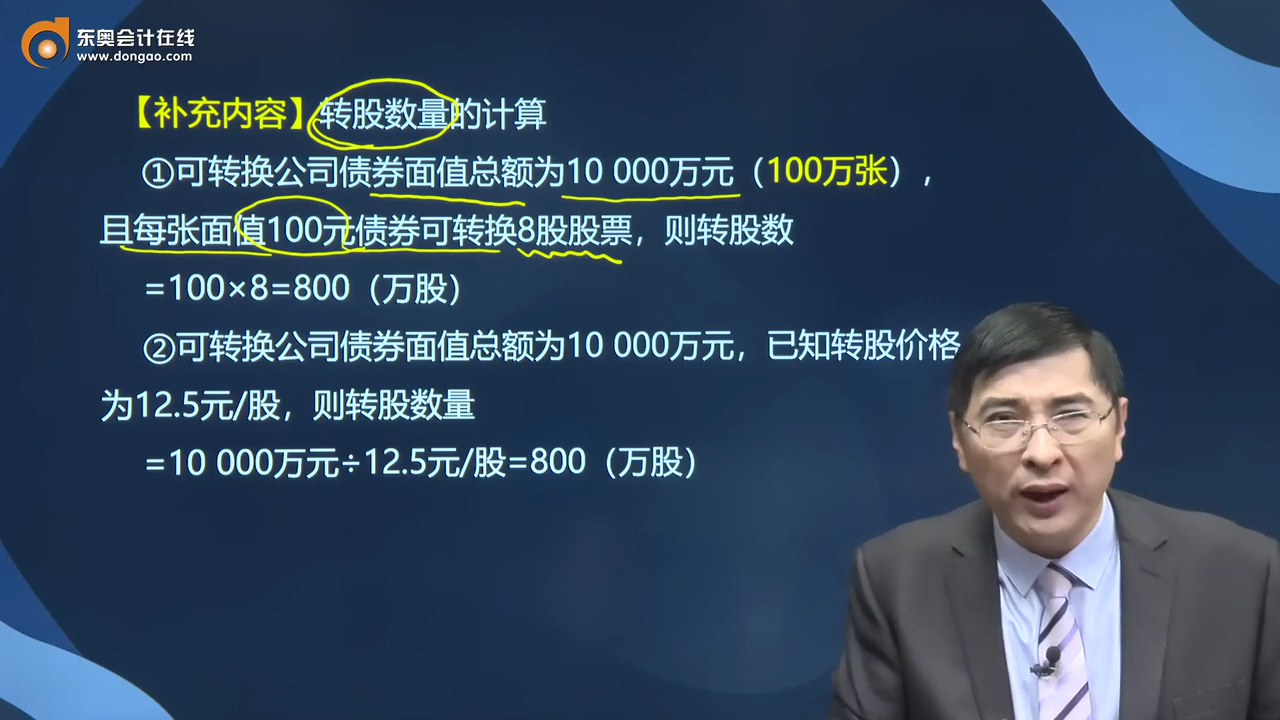 东奥会计在线
www.dongao.com
【补充内容】转股数量的计算
①可转换公司债券面值总额为10 000万元（100万张），
且每张面值100元债券可转换8股股票，则转股数
=100×8=800（万股）
②可转换公司债券面值总额为10 000万元，已知转股价格
为12.5元/股，则转股数量
=10 000万元÷12.5元/股=800（万股）